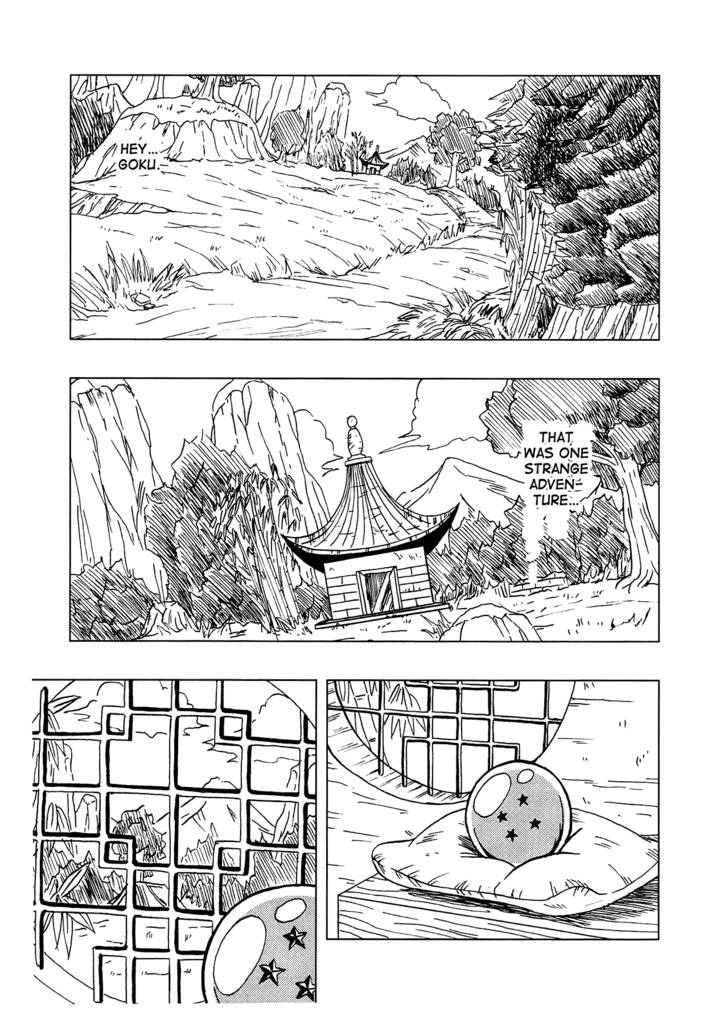 HEY...
GOKU.
THAT
WAS ONE
STRANGE
ADVEN-
TURE...